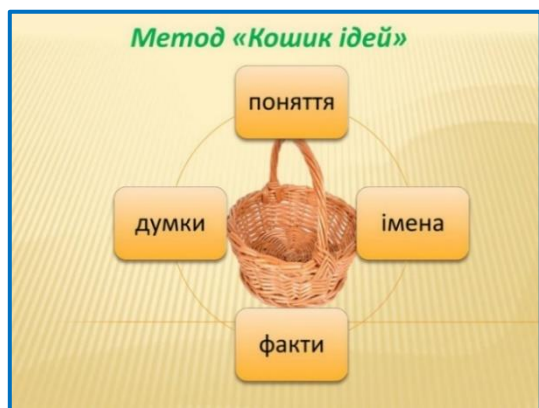 Метод «Кошик ідей»
поняття
думки
імена
факти